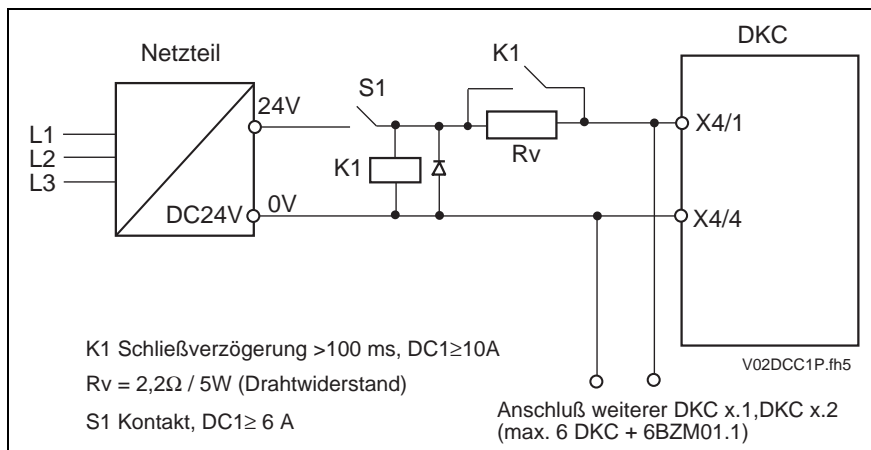 Netzteil
DKC
K1
S1
24V
X4/1
L1
L2
L3
K1
Rv
DC24V
0V
X4/4
K1 Schließverzögerung >100 ms, DC1≥10A
Rv = 2,2Ω / 5W (Drahtwiderstand)
S1 Kontakt, DC1≥ 6 A
V02DCC1P.fh5
Anschluß weiterer DKC x.1,DKC x.2
(max. 6 DKC + 6BZM01.1)